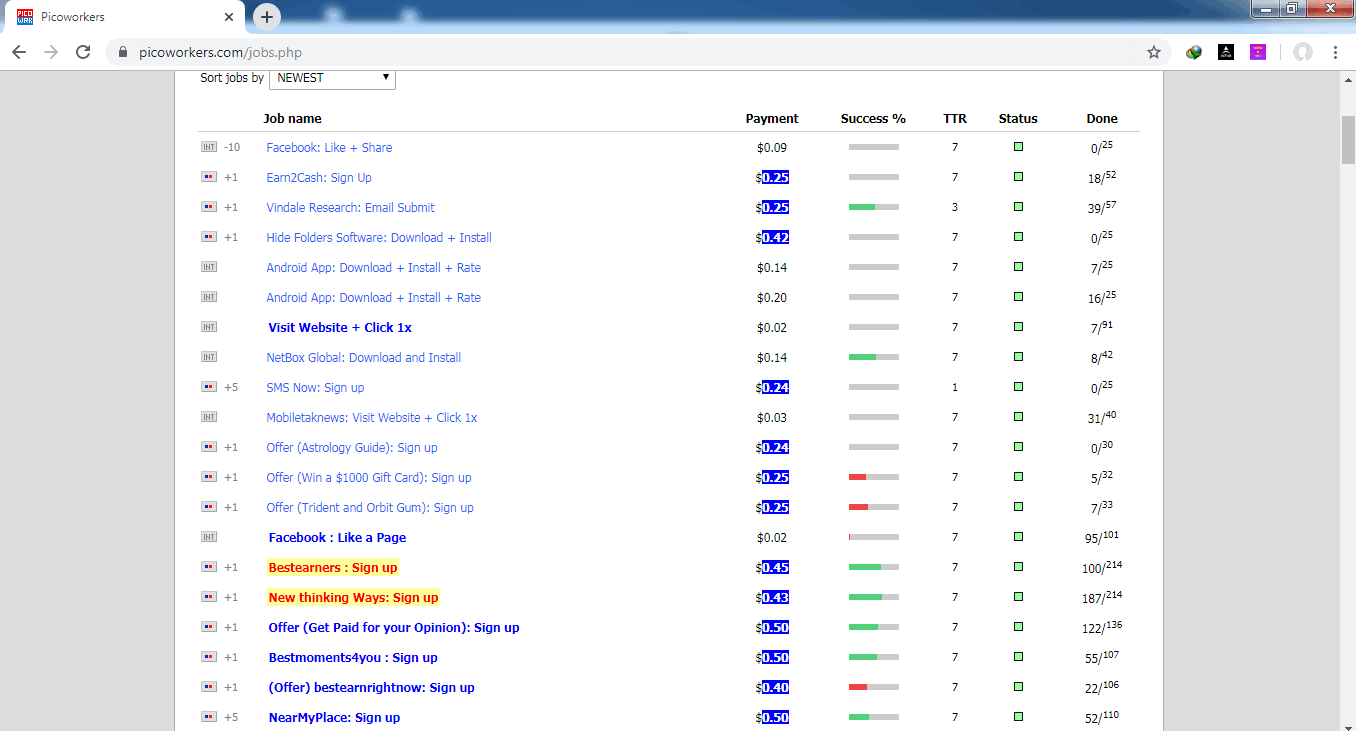 Picoworkers
picoworkers.com/jobs.php
Sort jobs by NEWEST
Job name Payment Success % TTR Status Done
INT -10 Facebook: Like + Share $0.09 7 0/25
+1 Earn2Cash: Sign Up $0.25 7 18/52
+1 Vindale Research: Email Submit $0.25 3 39/57
+1 Hide Folders Software: Download + Install $0.42 7 0/25
INT Android App: Download + Install + Rate $0.14 7 7/25
INT Android App: Download + Install + Rate $0.20 7 16/25
INT Visit Website + Click 1x $0.02 7 7/91
INT NetBox Global: Download and Install $0.14 7 8/42
+5 SMS Now: Sign up $0.24 1 0/25
INT Mobiletaknews: Visit Website + Click 1x $0.03 7 31/40
+1 Offer (Astrology Guide): Sign up $0.24 7 0/30
+1 Offer (Win a $1000 Gift Card): Sign up $0.25 7 5/32
+1 Offer (Trident and Orbit Gum): Sign up $0.25 7 7/33
INT Facebook : Like a Page $0.02 7 95/101
+1 Bestearners : Sign up $0.45 7 100/214
+1 New thinking Ways: Sign up $0.43 7 187/214
+1 Offer (Get Paid for your Opinion): Sign up $0.50 7 122/136
+1 Bestmoments4you : Sign up $0.50 7 55/107
+1 (Offer) bestearnrightnow: Sign up $0.40 7 22/106
+5 NearMyPlace: Sign up $0.50 7 52/110